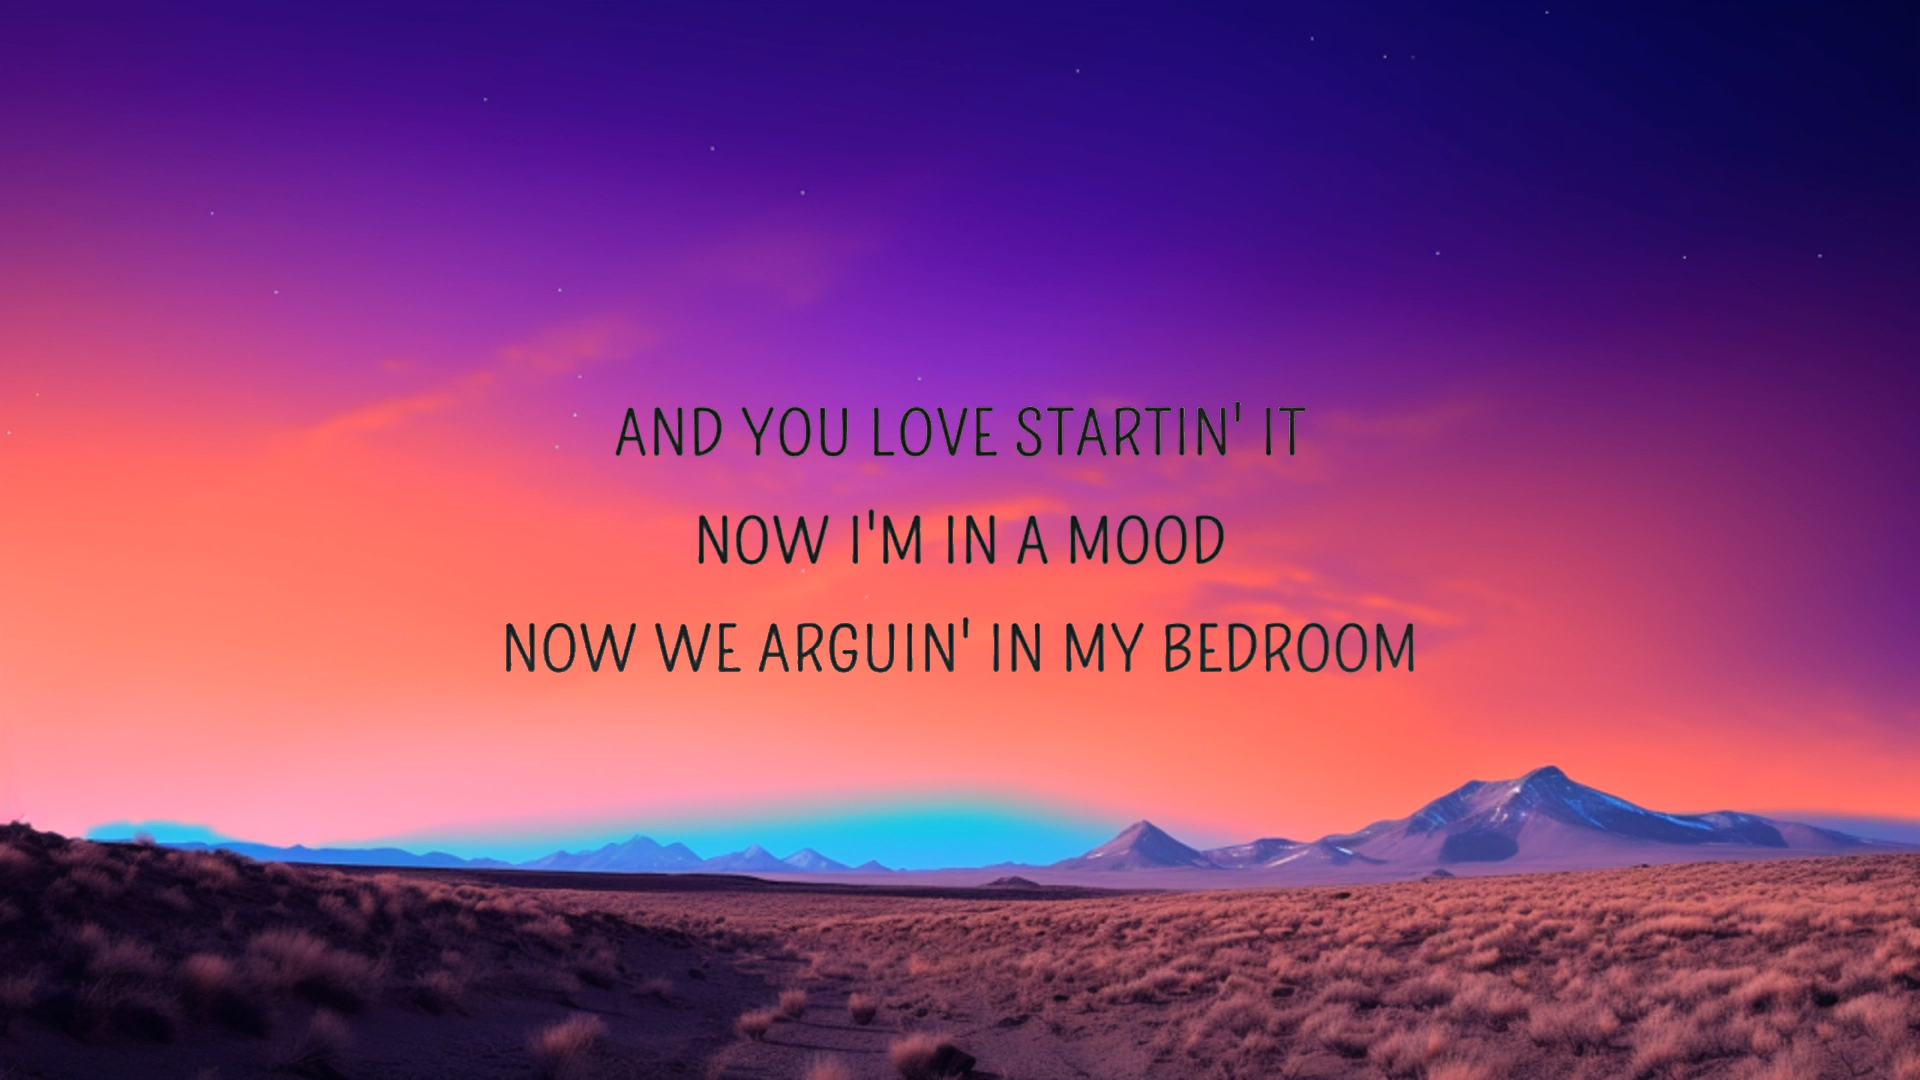 AND YOU LOVE STARTIN' IT
NOW I'M IN A MOOD
NOW WE ARGUIN' IN MY BEDROOM